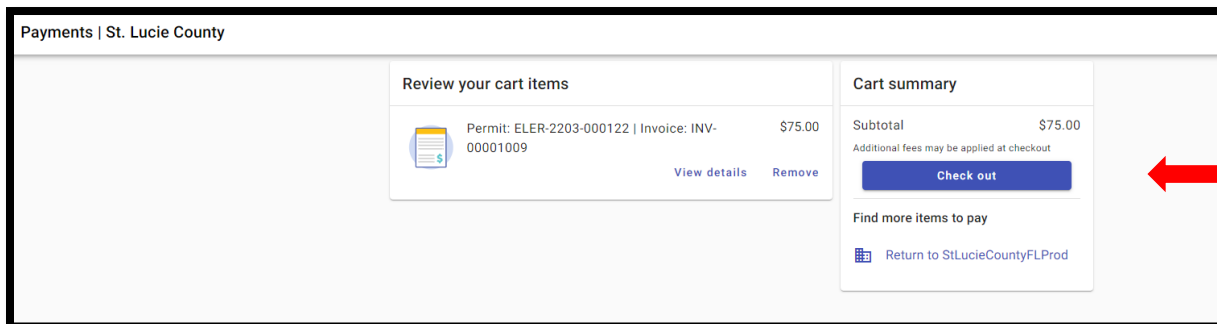 Payments | St. Lucie County
Review your cart items
Permit: ELER-2203-000122 | Invoice: INV-
00001009
$75.00
View details
Remove
Cart summary
Subtotal
$75.00
Additional fees may be applied at checkout
Check out
Find more items to pay
Return to StLucieCountyFLProd